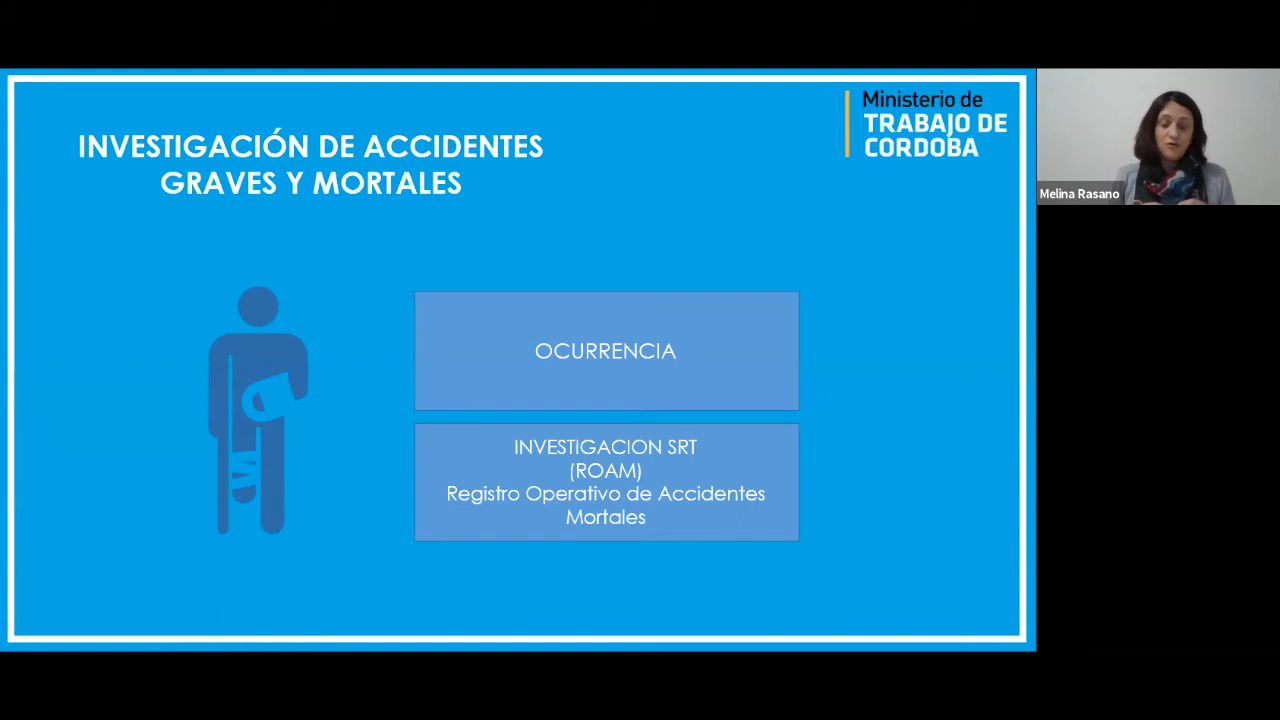 INVESTIGACIÓN DE ACCIDENTES
GRAVES Y MORTALES
Ministerio de
TRABAJO DE
CORDOBA
Melina Rasano
OCURRENCIA
INVESTIGACION SRT
(ROAM)
Registro Operativo de Accidentes
Mortales